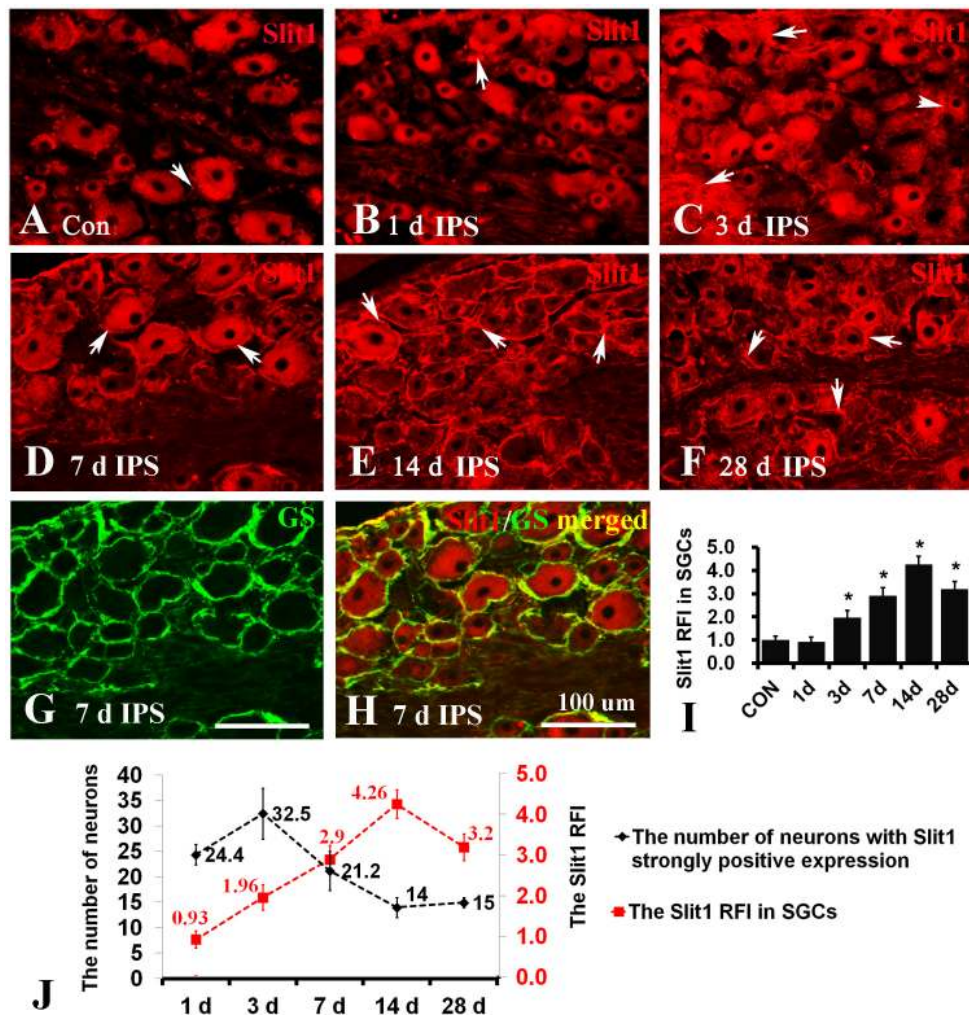 Slit1
Slit1
Slit1
A Con
B 1 d IPS
C 3 d IPS
Slit1
Slit1
Slit1
D 7 d IPS
E 14 d IPS
F 28 d IPS
GS
Slit1/GS merged
G 7 d IPS
H 7 d IPS
100 um
Slit1 RFI in SGCs
5.0
4.0
3.0
2.0
1.0
0.0
*
*
*
*
CON
1d
3d
7d
14d
28d
I
The number of neurons
40
35
30
25
20
15
10
5
0
24.4
32.5
21.2
14
15
0.93
1.96
2.9
4.26
3.2
5.0
4.0
3.0
2.0
1.0
0.0
The Slit1 RFI
1 d
3 d
7 d
14 d
28 d
J
The number of neurons with Slit1
strongly positive expression
The Slit1 RFI in SGCs